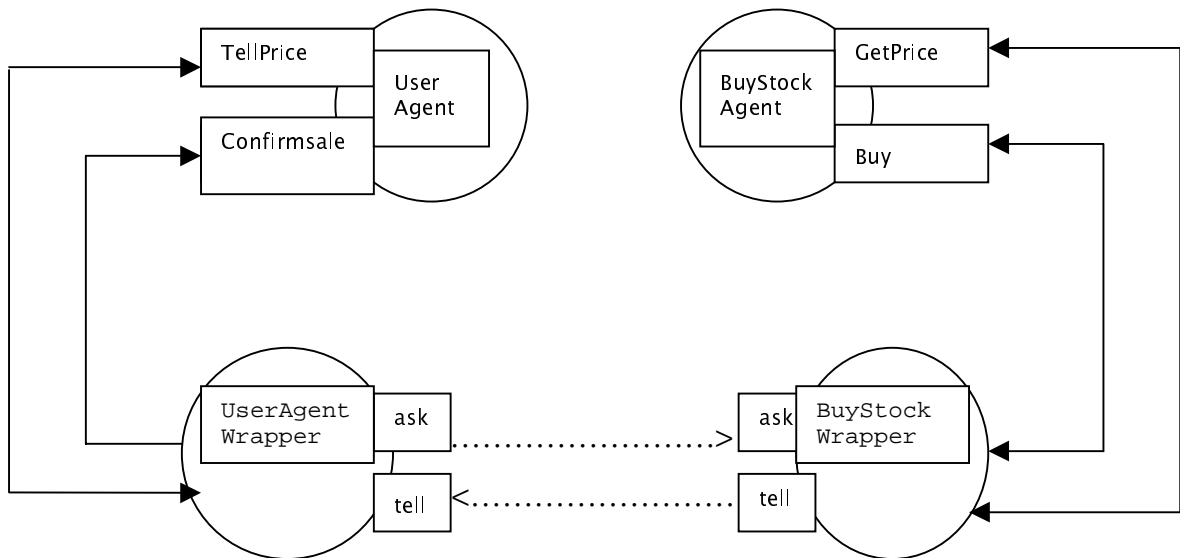 TellPrice
User
Agent
Confirmsale
BuyStock
Agent
GetPrice
Buy
UserAgent
Wrapper
ask
tell
ask
tell
BuyStock
Wrapper